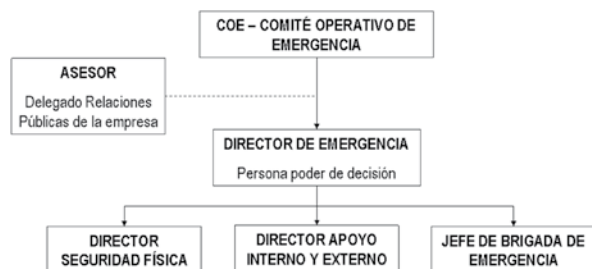 COE – COMITÉ OPERATIVO DE
EMERGENCIA
ASESOR
Delegado Relaciones
Públicas de la empresa
DIRECTOR DE EMERGENCIA
Persona poder de decisión
DIRECTOR
SEGURIDAD FÍSICA
DIRECTOR APOYO
INTERNO Y EXTERNO
JEFE DE BRIGADA DE
EMERGENCIA